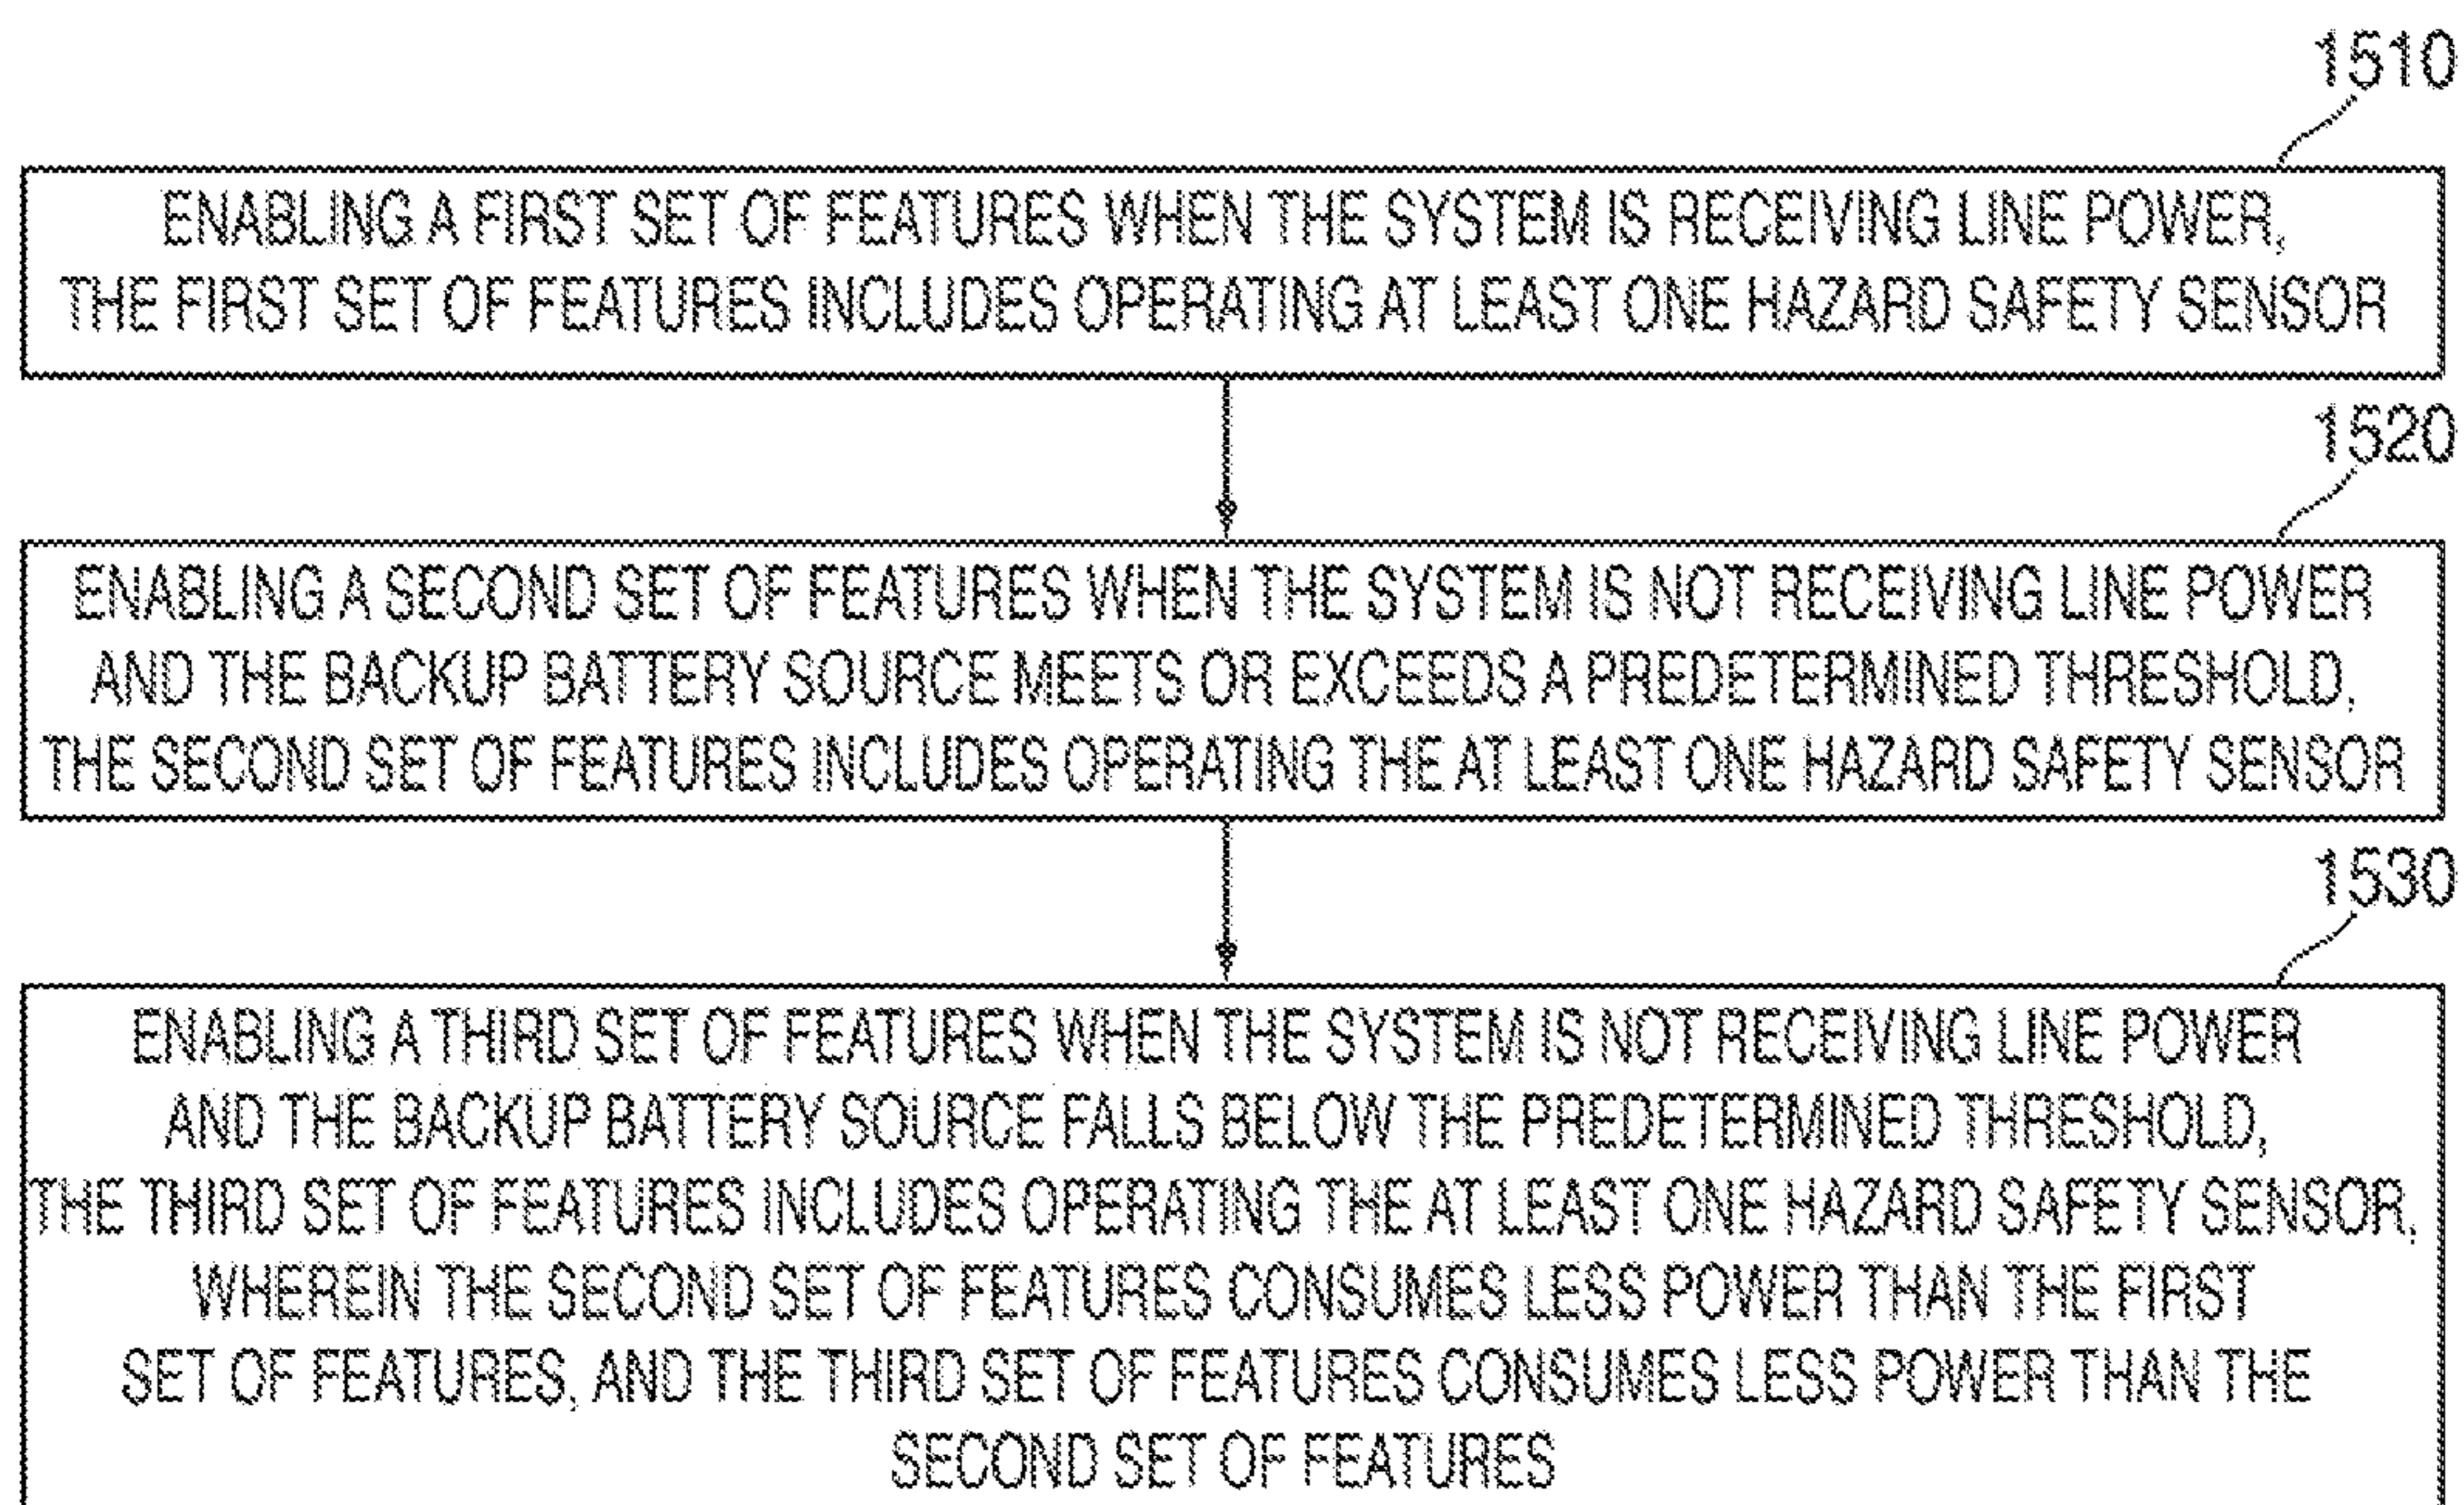 1510
ENABLING A FIRST SET OF FEATURES WHEN THE SYSTEM IS RECEIVING LINE POWER,
THE FIRST SET OF FEATURES INCLUDES OPERATING AT LEAST ONE HAZARD SAFETY SENSOR
1520
ENABLING A SECOND SET OF FEATURES WHEN THE SYSTEM IS NOT RECEIVING LINE POWER
AND THE BACKUP BATTERY SOURCE MEETS OR EXCEEDS A PREDETERMINED THRESHOLD,
THE SECOND SET OF FEATURES INCLUDES OPERATING THE AT LEAST ONE HAZARD SAFETY SENSOR
1530
ENABLING A THIRD SET OF FEATURES WHEN THE SYSTEM IS NOT RECEIVING LINE POWER
AND THE BACKUP BATTERY SOURCE FALLS BELOW THE PREDETERMINED THRESHOLD,
THE THIRD SET OF FEATURES INCLUDES OPERATING THE AT LEAST ONE HAZARD SAFETY SENSOR,
WHEREIN THE SECOND SET OF FEATURES CONSUMES LESS POWER THAN THE FIRST
SET OF FEATURES, AND THE THIRD SET OF FEATURES CONSUMES LESS POWER THAN THE
SECOND SET OF FEATURES